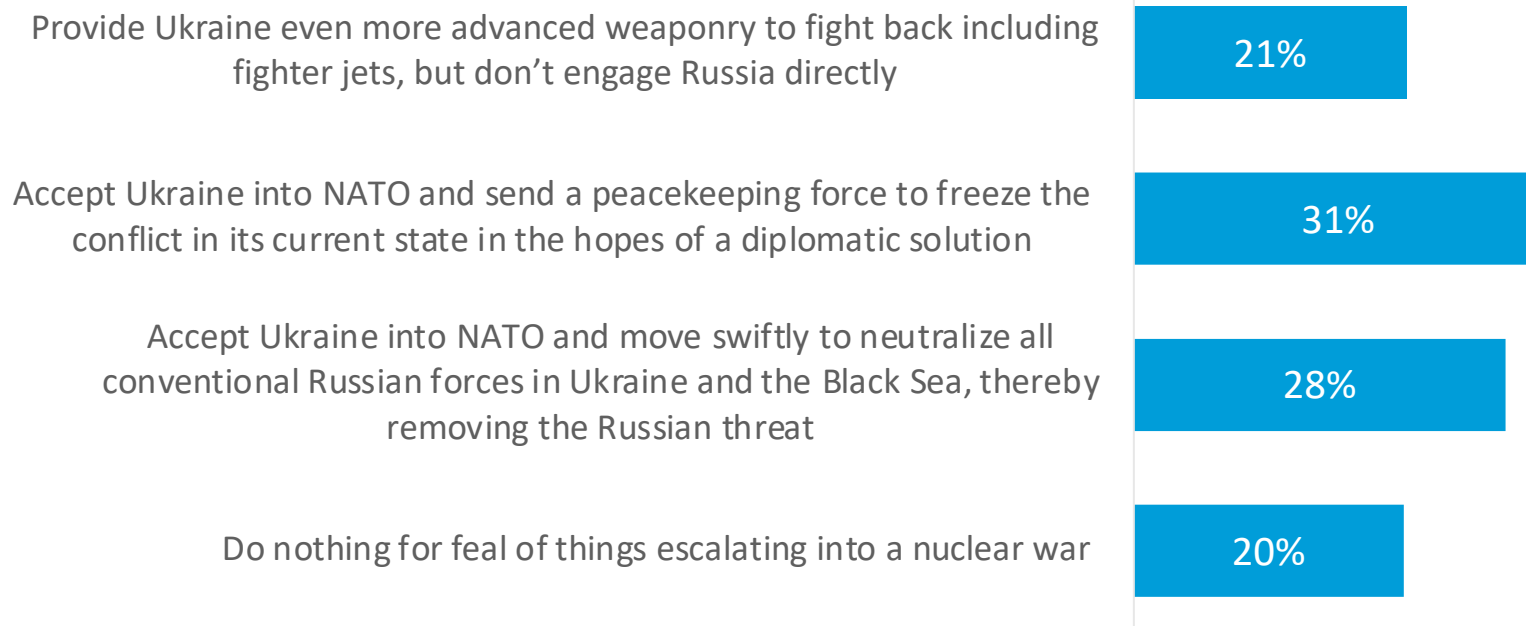 Provide Ukraine even more advanced weaponry to fight back including
fighter jets, but don’t engage Russia directly
21%
Accept Ukraine into NATO and send a peacekeeping force to freeze the
conflict in its current state in the hopes of a diplomatic solution
31%
Accept Ukraine into NATO and move swiftly to neutralize all
conventional Russian forces in Ukraine and the Black Sea, thereby
removing the Russian threat
28%
Do nothing for feal of things escalating into a nuclear war
20%